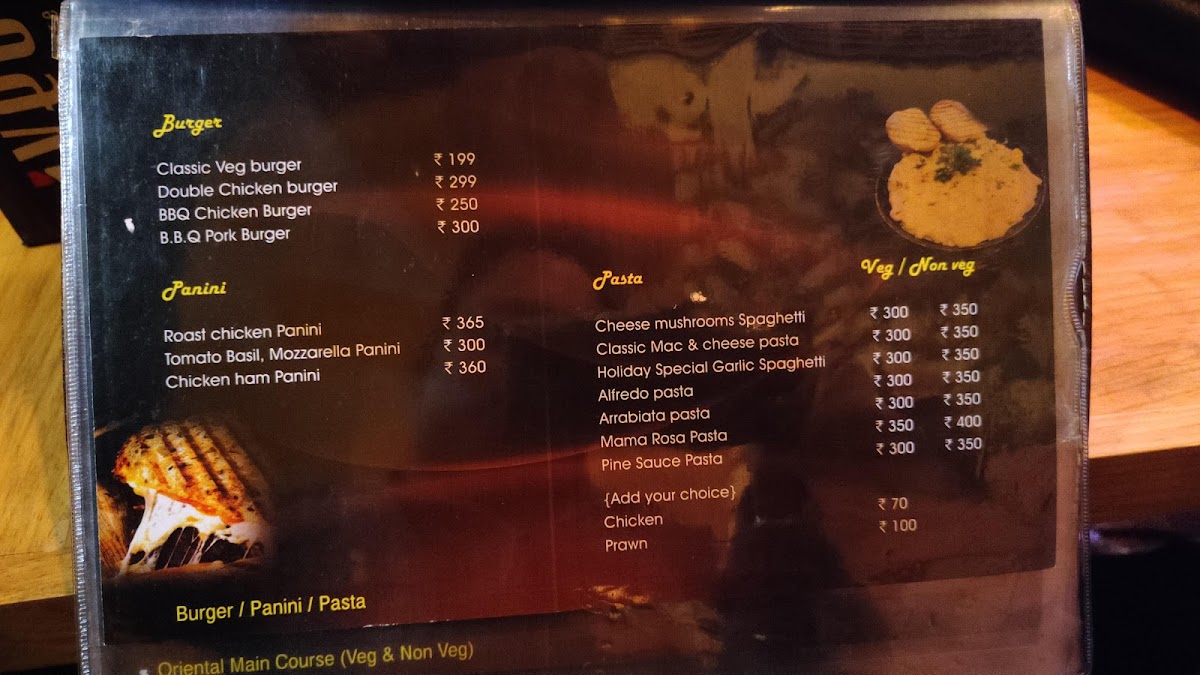 Burger
Classic Veg burger ₹ 199
Double Chicken burger ₹ 299
BBQ Chicken Burger ₹ 250
B.B.Q Pork Burger ₹ 300
Panini
Roast chicken Panini ₹ 365
Tomato Basil, Mozzarella Panini ₹ 300
Chicken ham Panini ₹ 360
Pasta Veg / Non veg
Cheese mushrooms Spaghetti ₹ 300 ₹ 350
Classic Mac & cheese pasta ₹ 300 ₹ 350
Holiday Special Garlic Spaghetti ₹ 300 ₹ 350
Alfredo pasta ₹ 300 ₹ 350
Arrabiata pasta ₹ 300 ₹ 350
Mama Rosa Pasta ₹ 350 ₹ 400
Pine Sauce Pasta ₹ 300 ₹ 350
{Add your choice}
Chicken ₹ 70
Prawn ₹ 100
Burger / Panini / Pasta
Oriental Main Course (Veg & Non Veg)